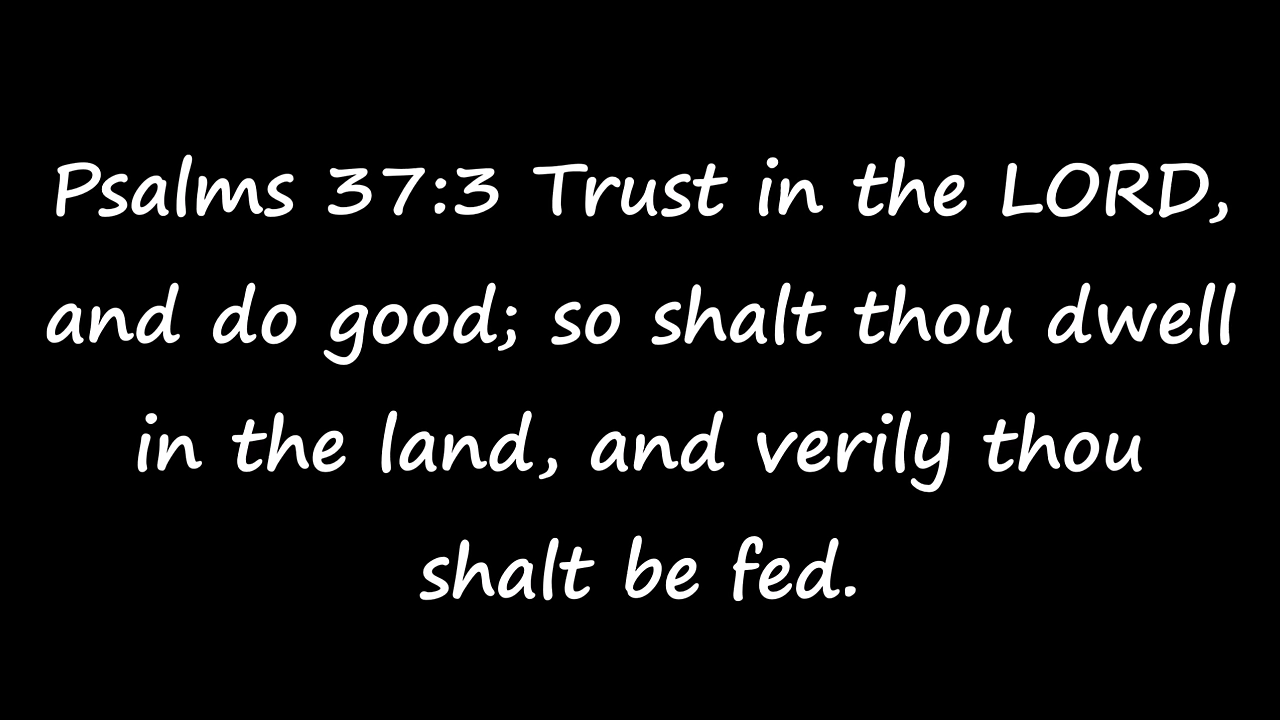 Psalms 37:3 Trust in the LORD,
and do good; so shalt thou dwell
in the land, and verily thou
shalt be fed.